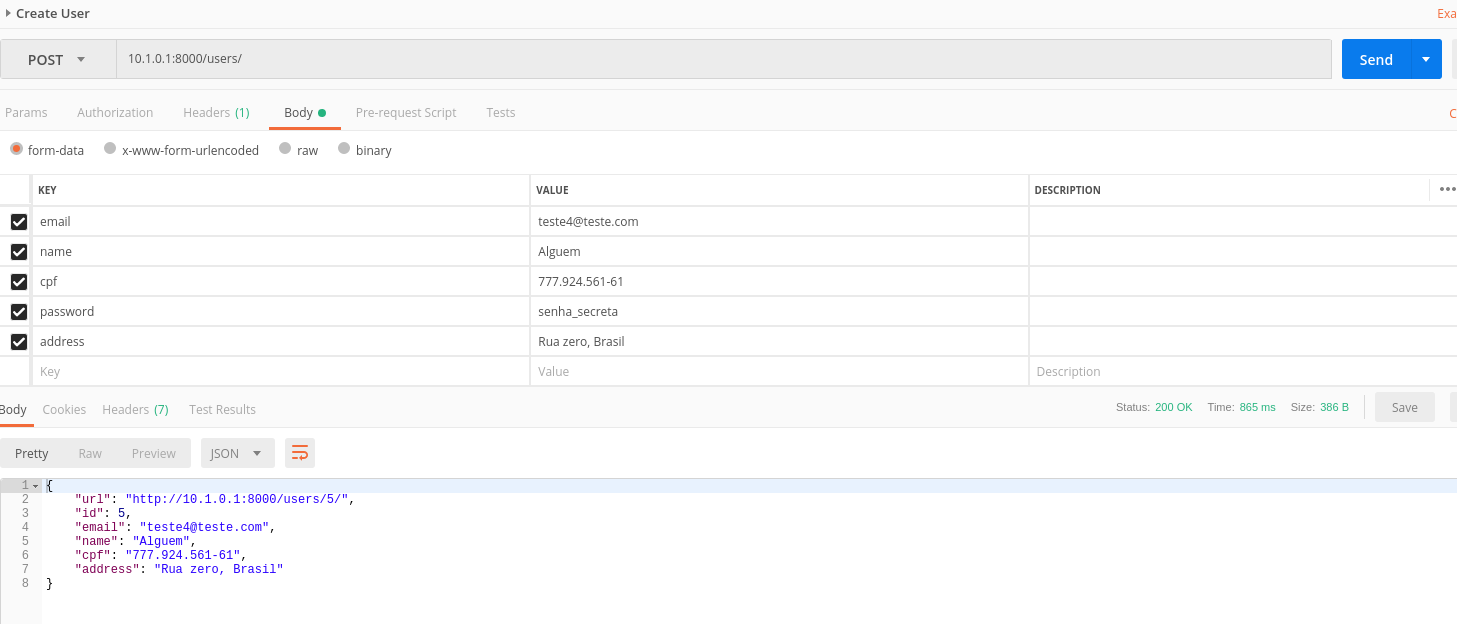 Create User
Exa
POST 10.1.0.1:8000/users/ Send
Params Authorization Headers (1) Body Pre-request Script Tests C
form-data x-www-form-urlencoded raw binary
KEY VALUE DESCRIPTION
email teste4@teste.com
name Alguem
cpf 777.924.561-61
password senha_secreta
address Rua zero, Brasil
Key Value Description
Body Cookies Headers (7) Test Results Status: 200 OK Time: 865 ms Size: 386 B Save
Pretty Raw Preview JSON
1 {
2 "url": "http://10.1.0.1:8000/users/5/",
3 "id": 5,
4 "email": "teste4@teste.com",
5 "name": "Alguem",
6 "cpf": "777.924.561-61",
7 "address": "Rua zero, Brasil"
8 }